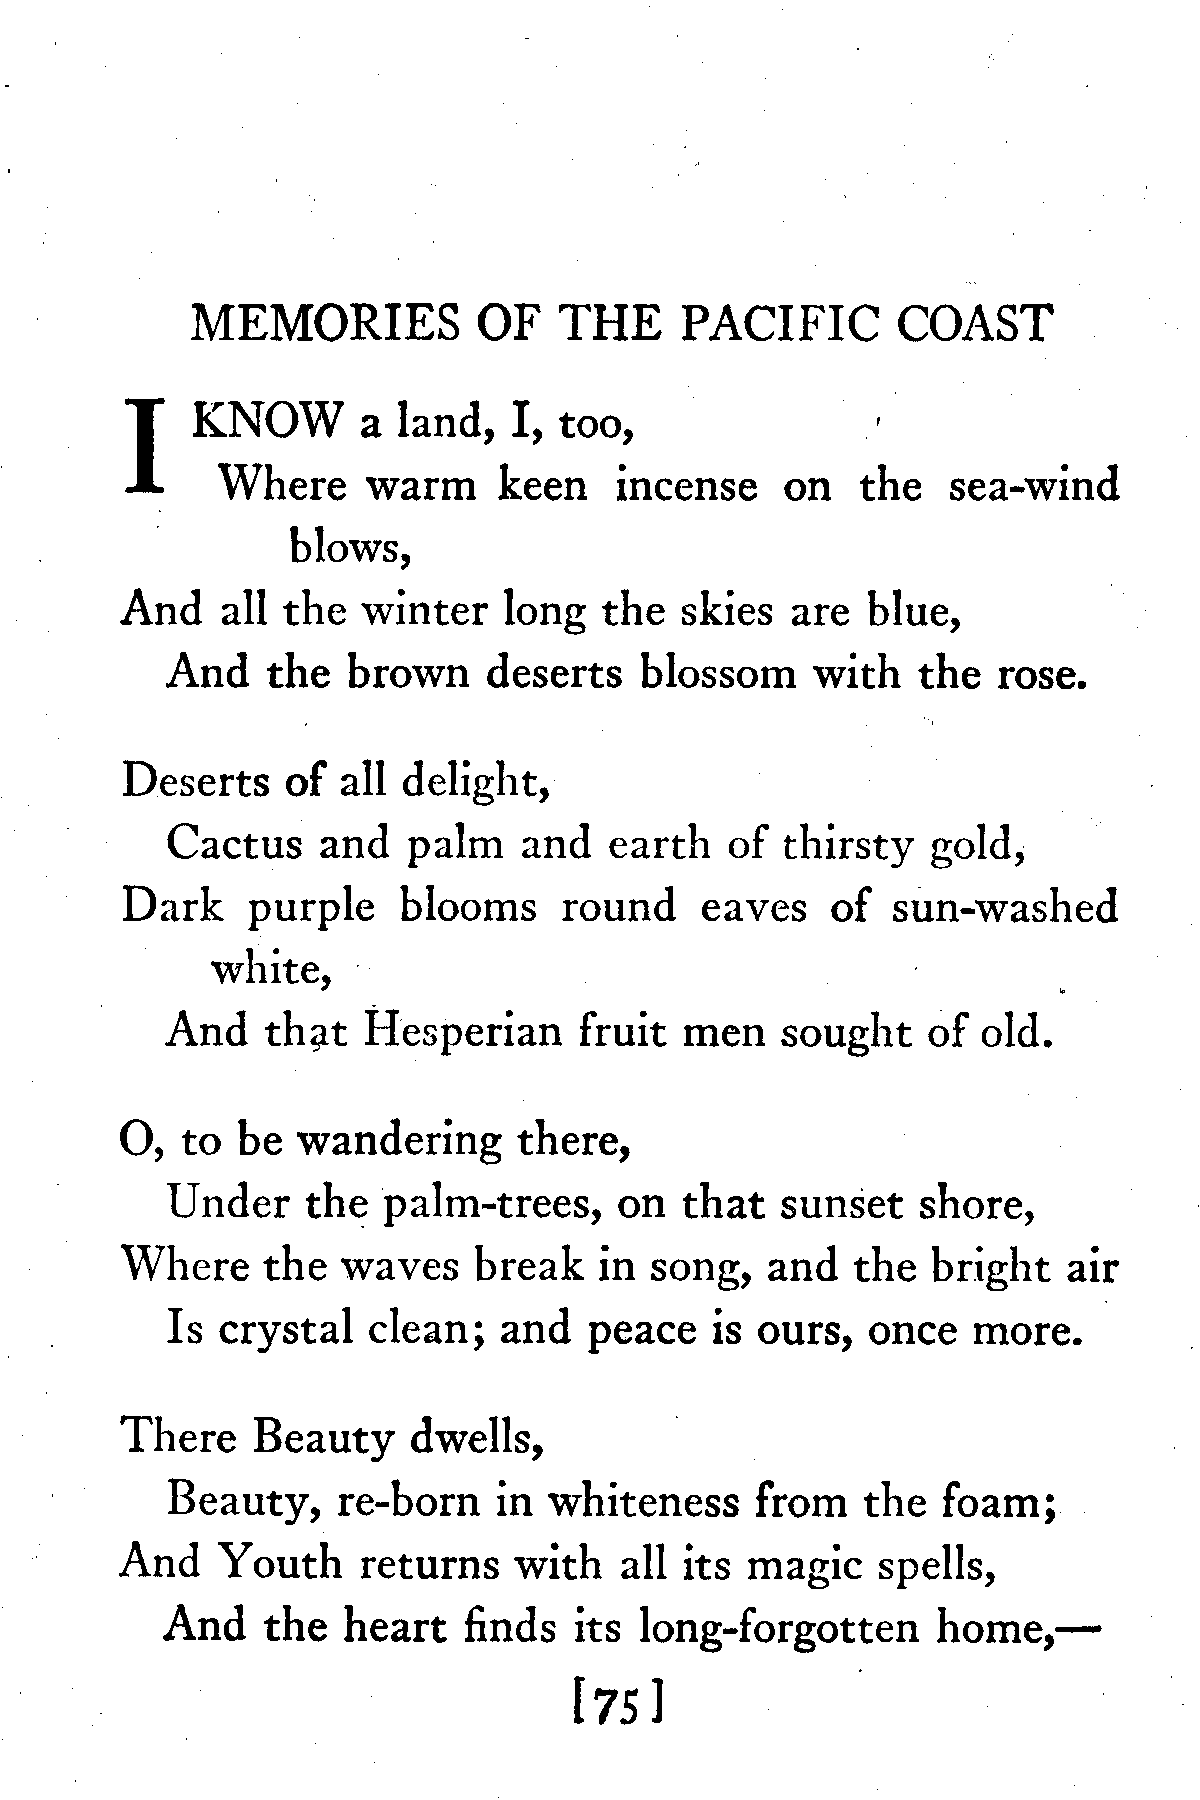 MEMORIES OF THE PACIFIC COAST
I KNOW a land, I, too,
Where warm keen incense on the sea-wind
blows,
And all the winter long the skies are blue,
And the brown deserts blossom with the rose.
Deserts of all delight,
Cactus and palm and earth of thirsty gold,
Dark purple blooms round eaves of sun-washed
white,
And that Hesperian fruit men sought of old.
O, to be wandering there,
Under the palm-trees, on that sunset shore,
Where the waves break in song, and the bright air
Is crystal clean; and peace is ours, once more.
There Beauty dwells,
Beauty, re-born in whiteness from the foam;
And Youth returns with all its magic spells,
And the heart finds its long-forgotten home,—
[75]